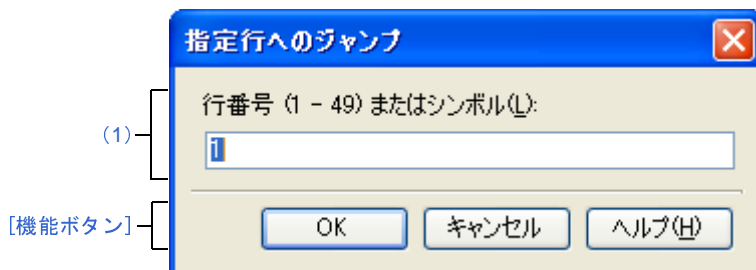 指定行へのジャンプ
行番号 (1 - 49) またはシンボル(L):
(1)
1
[機能ボタン]
OK キャンセル ヘルプ(H)